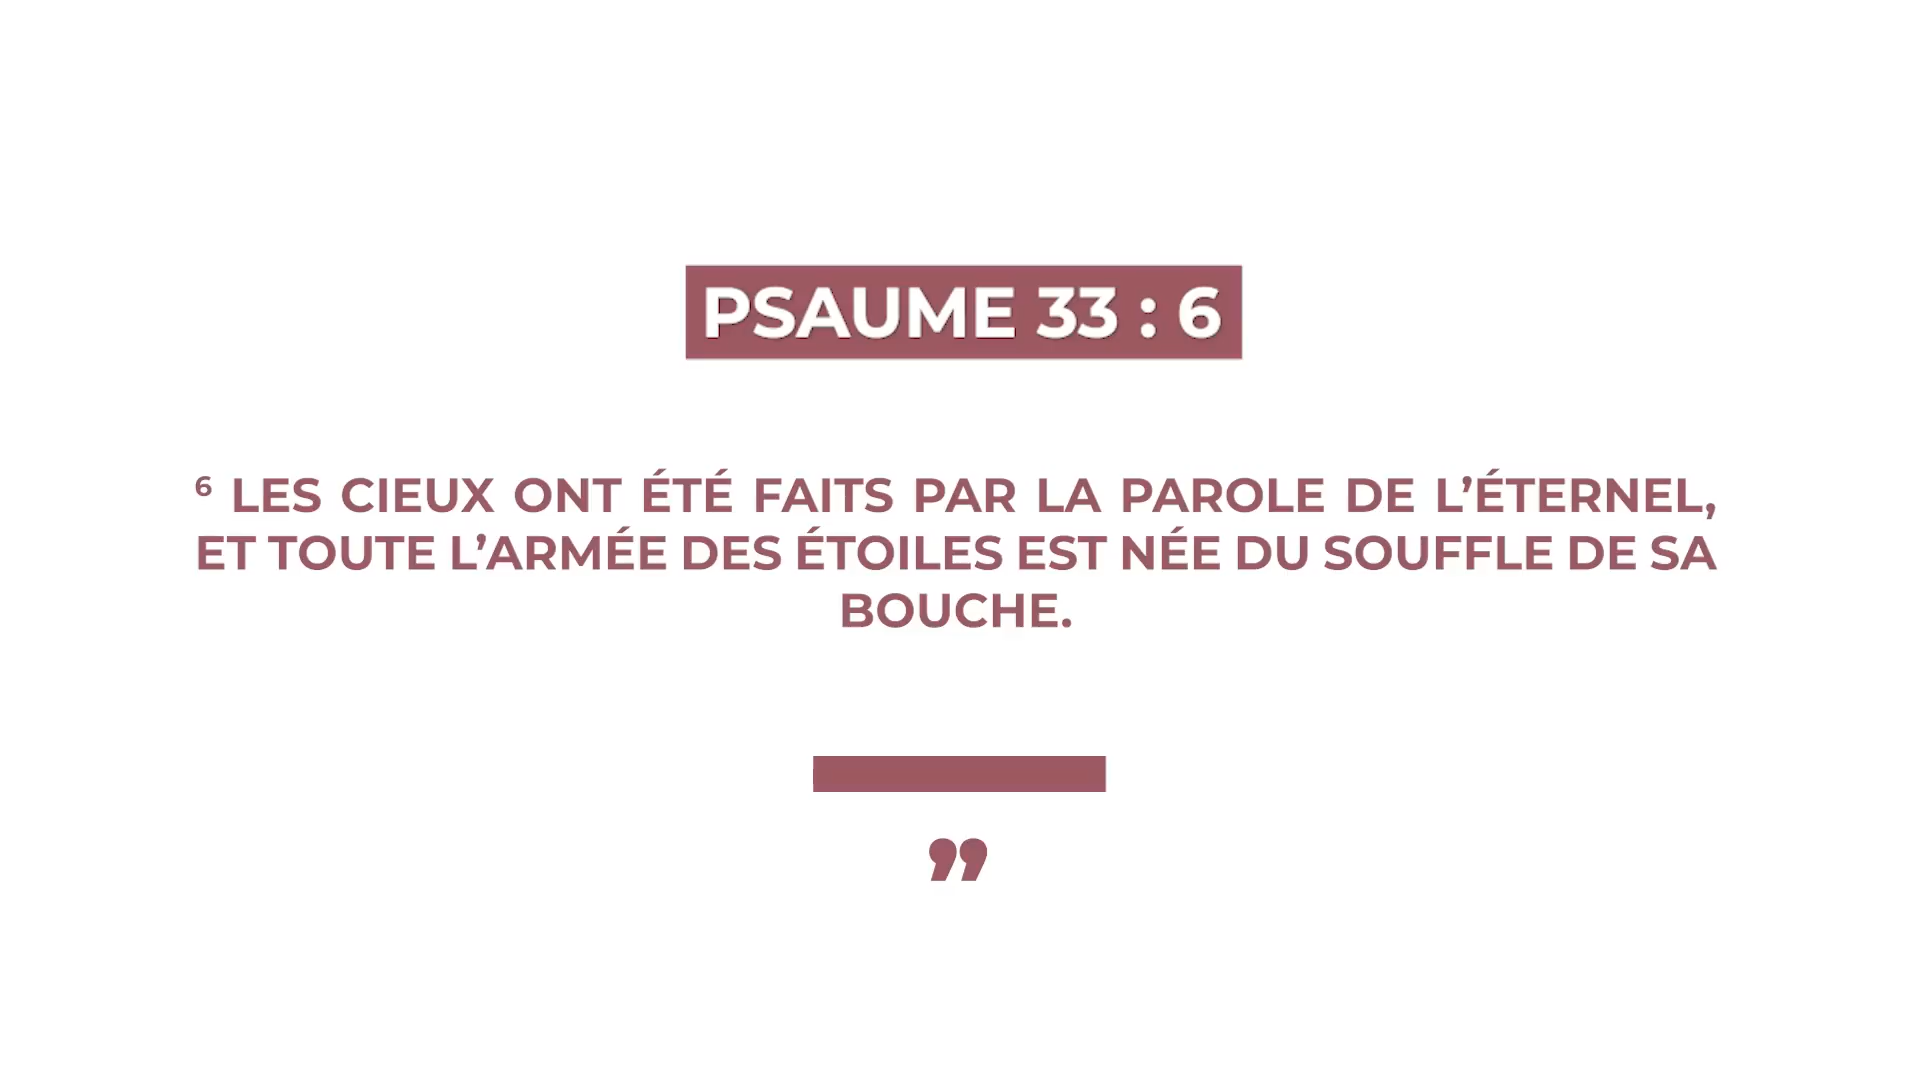 PSAUME 33 : 6
⁶ LES CIEUX ONT ÉTÉ FAITS PAR LA PAROLE DE L’ÉTERNEL,
ET TOUTE L’ARMÉE DES ÉTOILES EST NÉE DU SOUFFLE DE SA
BOUCHE.
”